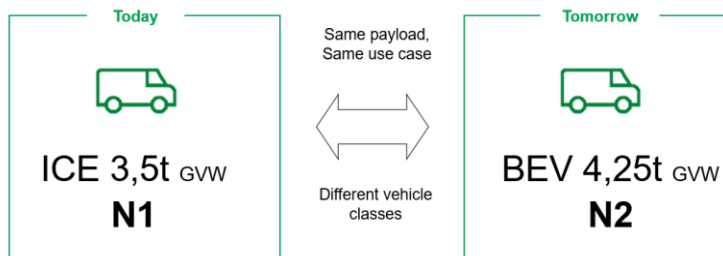 Today
ICE 3,5t GVW
N1
Same payload,
Same use case
Different vehicle
classes
Tomorrow
BEV 4,25t GVW
N2